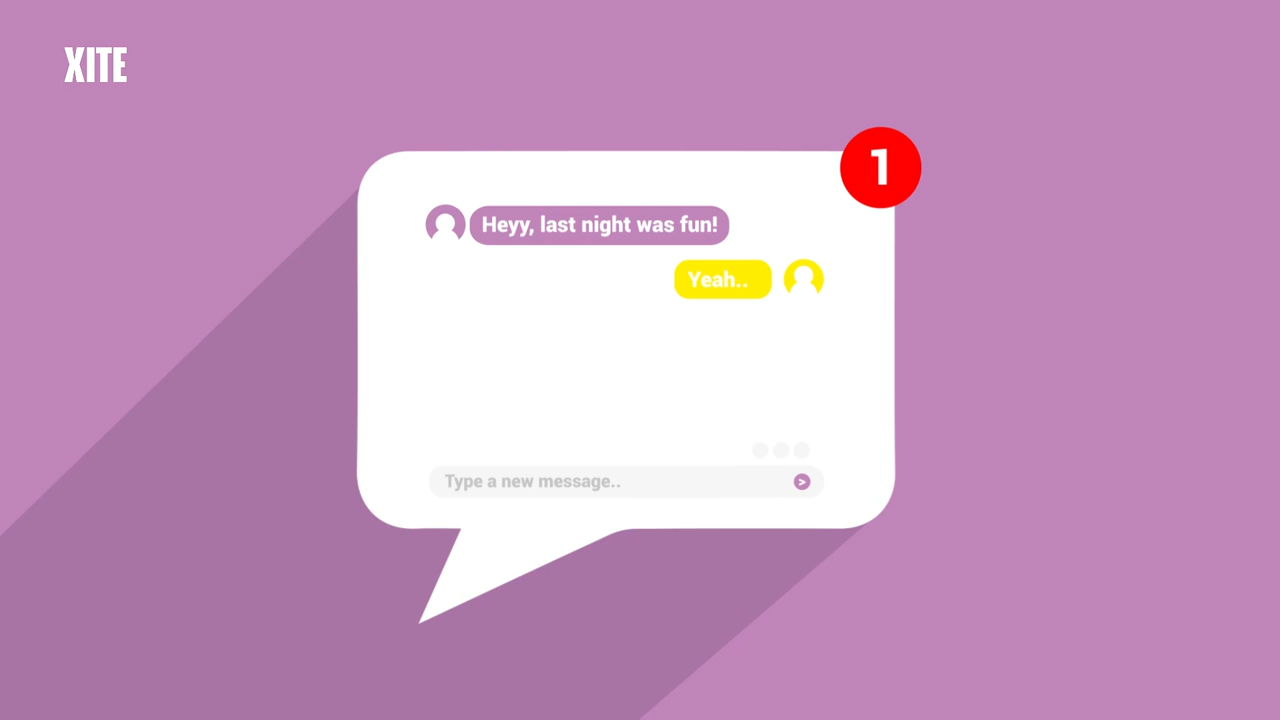 XITE
1
Heyy, last night was fun!
Yeah..
Type a new message..
>